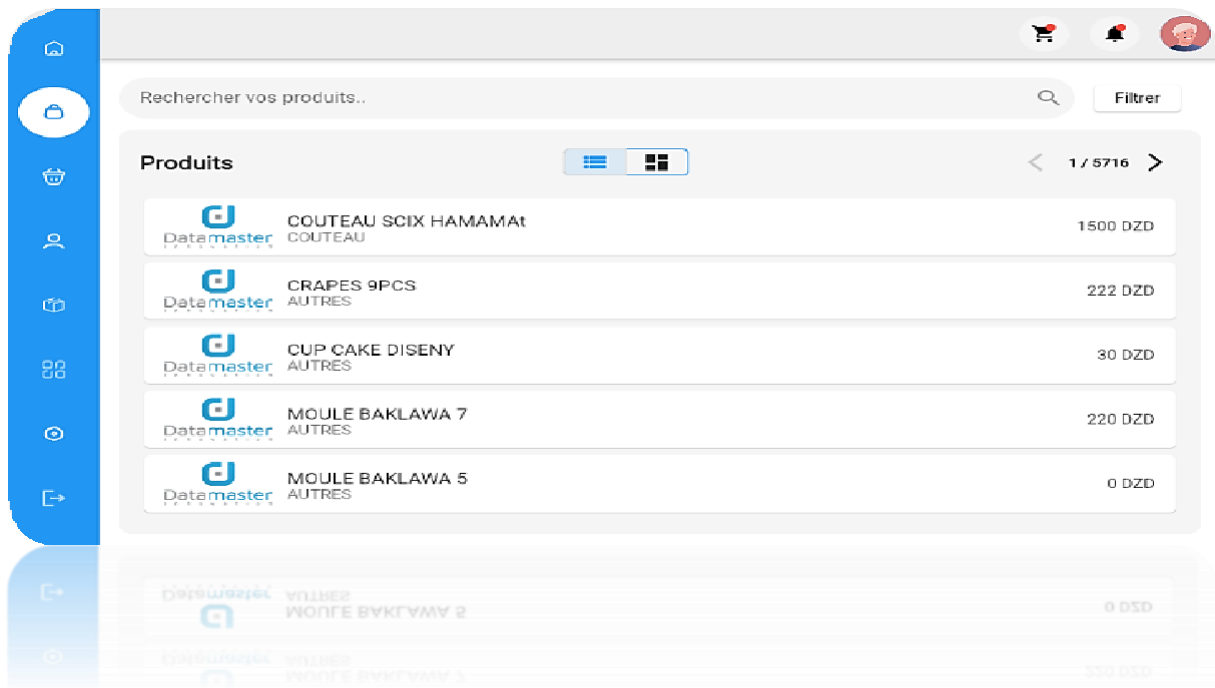 Rechercher vos produits..
Filtrer
Produits
1 / 5716
Datamaster
COUTEAU SCIX HAMAMAt
COUTEAU
1500 DZD
Datamaster
CRAPES 9PCS
AUTRES
222 DZD
Datamaster
CUP CAKE DISENY
AUTRES
30 DZD
Datamaster
MOULE BAKLAWA 7
AUTRES
220 DZD
Datamaster
MOULE BAKLAWA 5
AUTRES
0 DZD